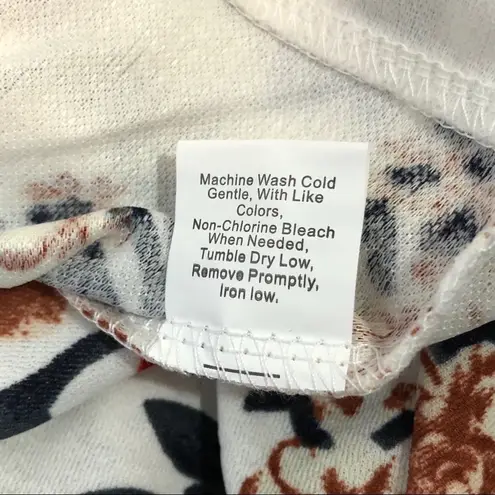 Machine Wash Cold
Gentle, With Like
Colors,
Non-Chlorine Bleach
When Needed,
Tumble Dry Low,
Remove Promptly,
Iron low.